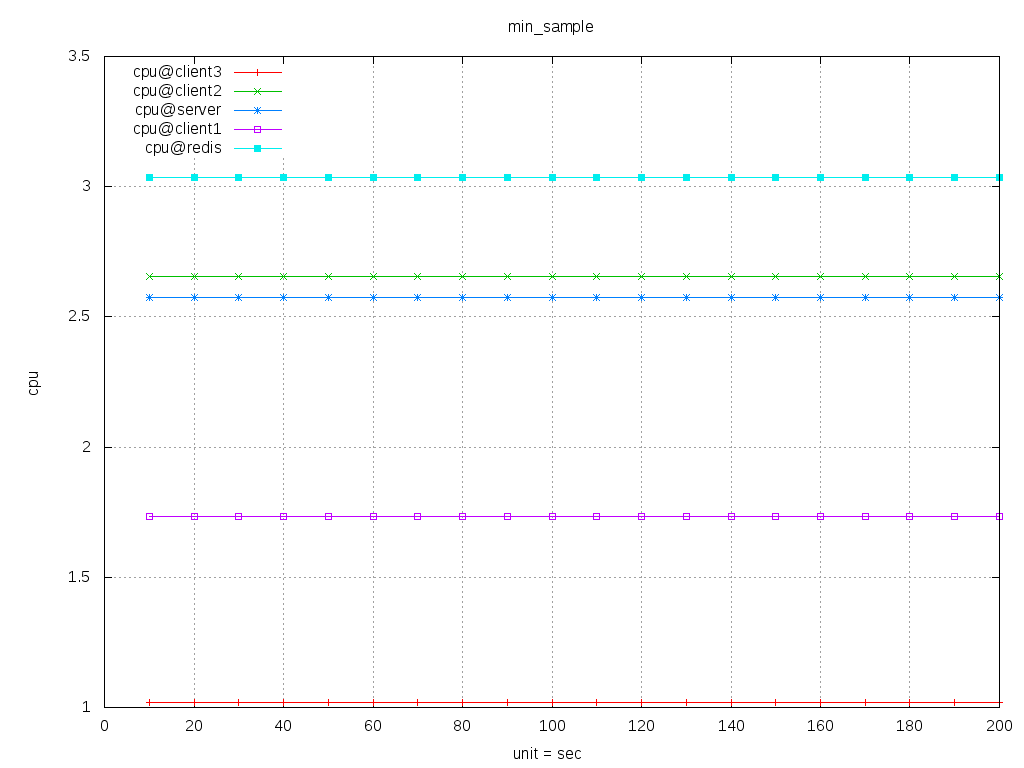 min_sample
3.5
3
2.5
2
1.5
1
cpu
cpu@client3
cpu@client2
cpu@server
cpu@client1
cpu@redis
0 20 40 60 80 100 120 140 160 180 200
unit = sec